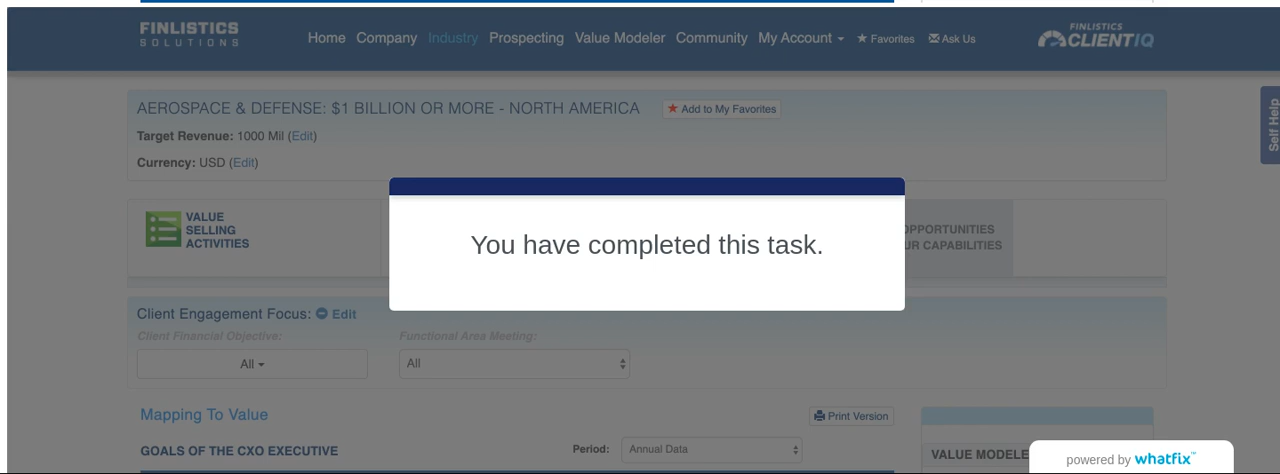 FINLISTICS
SOLUTIONS
Home Company Industry Prospecting Value Modeler Community My Account Favorites Ask Us
FINLISTICS
CLIENTIQ
AEROSPACE & DEFENSE: $1 BILLION OR MORE - NORTH AMERICA
Add to My Favorites
Target Revenue: 1000 Mil (Edit)
Currency: USD (Edit)
Self Help
VALUE
SELLING
ACTIVITIES
You have completed this task.
OPPORTUNITIES
UR CAPABILITIES
Client Engagement Focus: Edit
Client Financial Objective: Functional Area Meeting:
All All
Mapping To Value
Print Version
GOALS OF THE CXO EXECUTIVE
Period: Annual Data
VALUE MODELE
powered by whatfix™